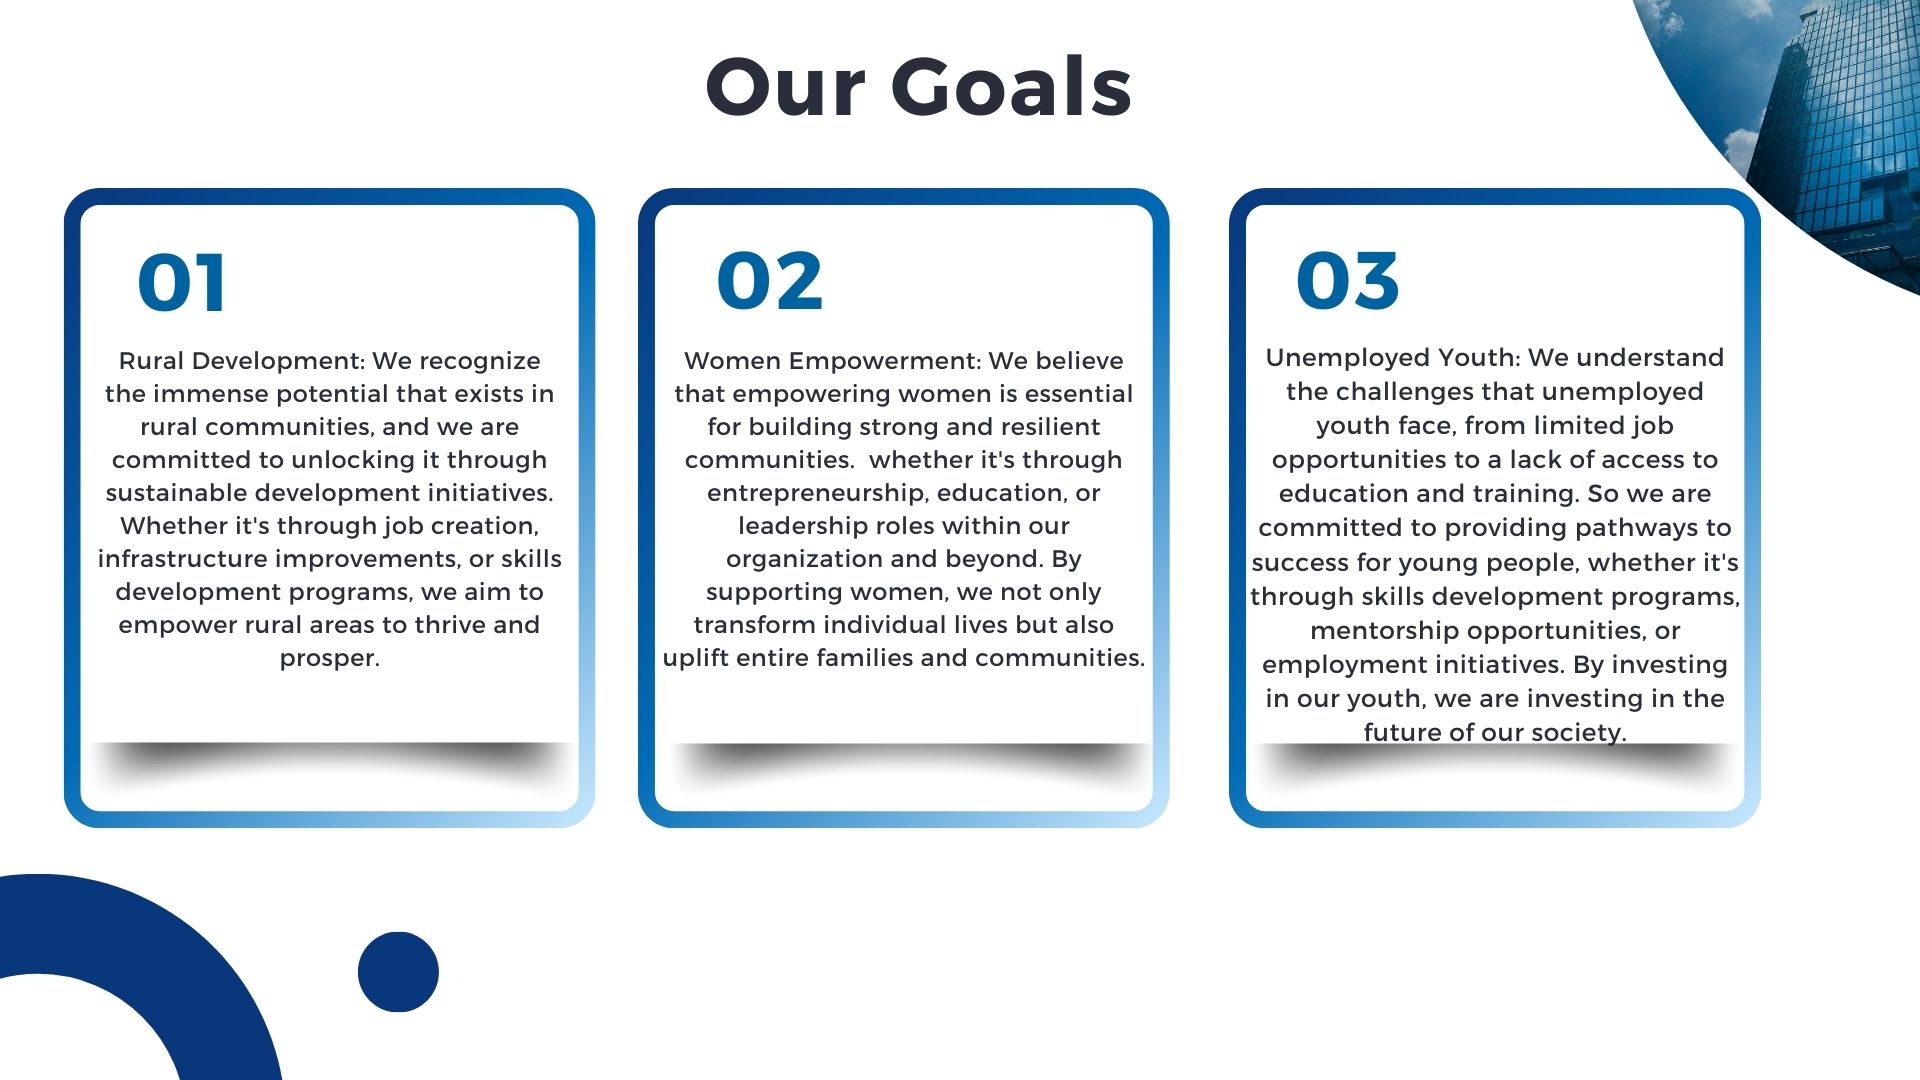 Our Goals
01
Rural Development: We recognize
the immense potential that exists in
rural communities, and we are
committed to unlocking it through
sustainable development initiatives.
Whether it's through job creation,
infrastructure improvements, or skills
development programs, we aim to
empower rural areas to thrive and
prosper.
02
Women Empowerment: We believe
that empowering women is essential
for building strong and resilient
communities.  whether it's through
entrepreneurship, education, or
leadership roles within our
organization and beyond. By
supporting women, we not only
transform individual lives but also
uplift entire families and communities.
03
Unemployed Youth: We understand
the challenges that unemployed
youth face, from limited job
opportunities to a lack of access to
education and training. So we are
committed to providing pathways to
success for young people, whether it's
through skills development programs,
mentorship opportunities, or
employment initiatives. By investing
in our youth, we are investing in the
future of our society.